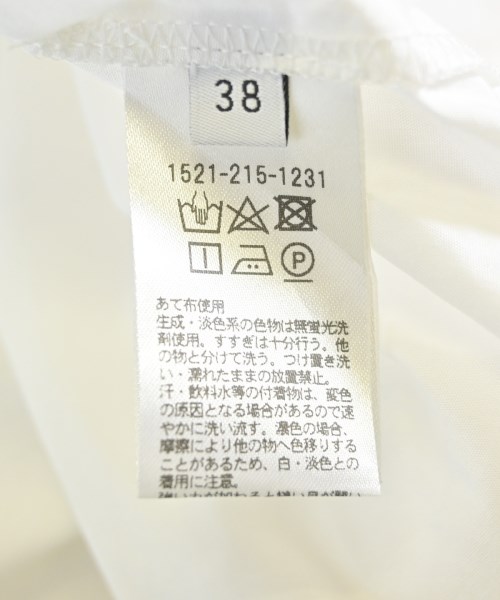 38
1521-215-1231
P
あて布使用
生成・淡色系の色物は無蛍光洗
剤使用。すすぎは十分行う。他
の物と分けて洗う。つけ置き洗
い・濡れたままの放置禁止。
汗・飲料水等の付着物は、変色
の原因となる場合があるので速
やかに洗い流す。濃色の場合、
摩擦により他の物へ色移りする
ことがあるため、白・淡色との
着用に注意。